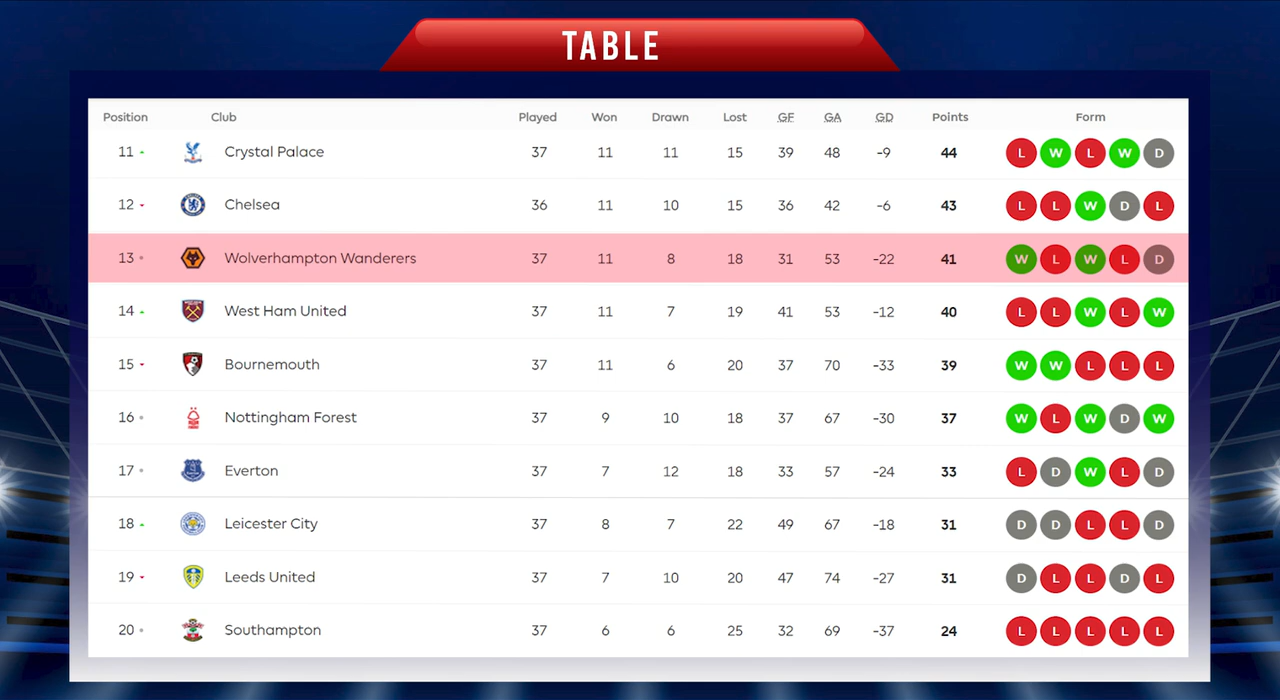 TABLE
Position Club Played Won Drawn Lost GF GA GD Points Form
11 Crystal Palace 37 11 11 15 39 48 -9 44 L W L W D
12 Chelsea 36 11 10 15 36 42 -6 43 L L W D L
13 Wolverhampton Wanderers 37 11 8 18 31 53 -22 41 W L W L D
14 West Ham United 37 11 7 19 41 53 -12 40 L L W L W
15 Bournemouth 37 11 6 20 37 70 -33 39 W W L L L
16 Nottingham Forest 37 9 10 18 37 67 -30 37 W L W D W
17 Everton 37 7 12 18 33 57 -24 33 L D W L D
18 Leicester City 37 8 7 22 49 67 -18 31 D D L L D
19 Leeds United 37 7 10 20 47 74 -27 31 D L L D L
20 Southampton 37 6 6 25 32 69 -37 24 L L L L L